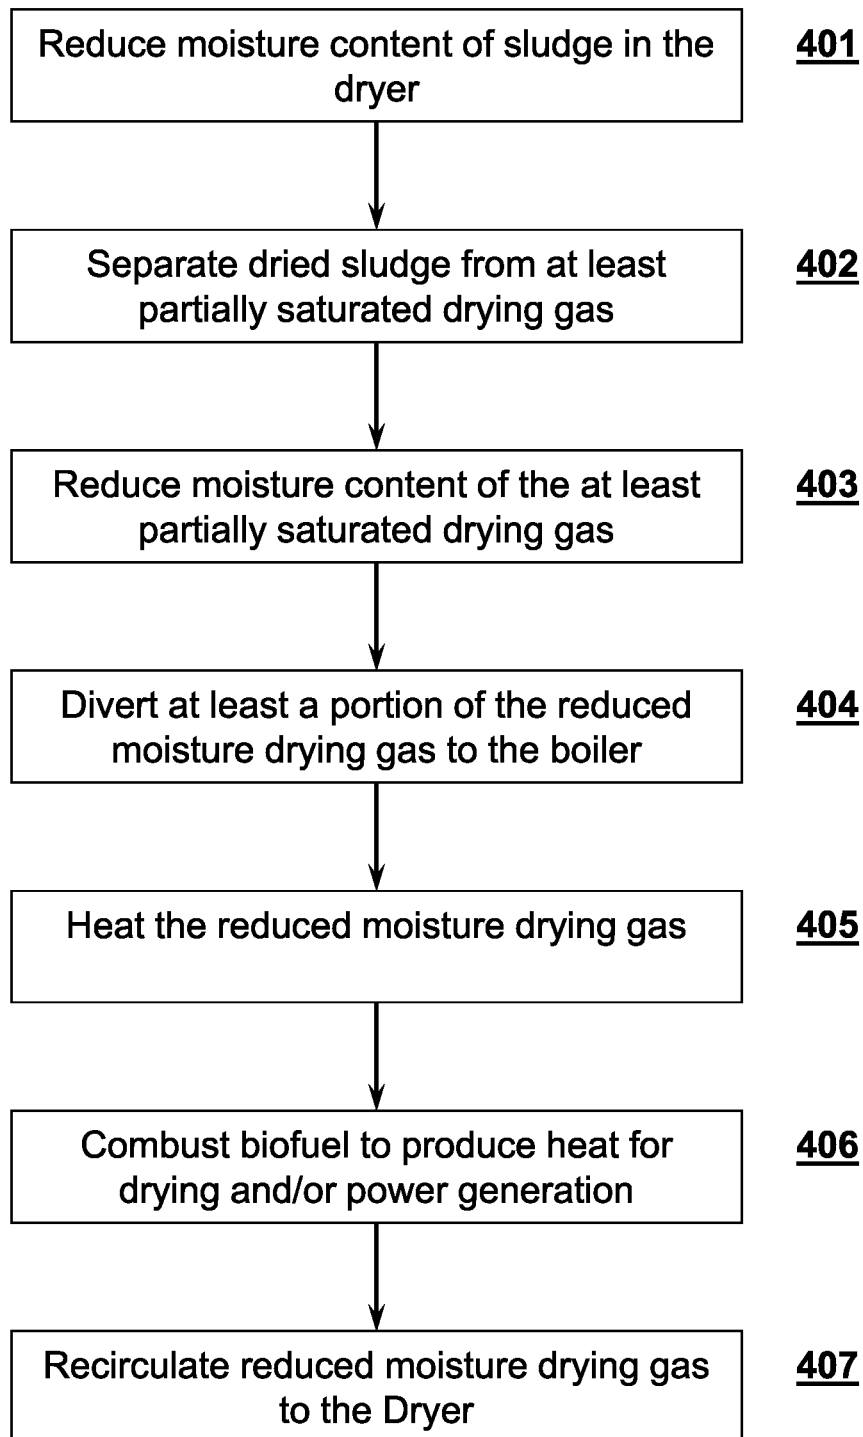 Reduce moisture content of sludge in the
dryer
401
Separate dried sludge from at least
partially saturated drying gas
402
Reduce moisture content of the at least
partially saturated drying gas
403
Divert at least a portion of the reduced
moisture drying gas to the boiler
404
Heat the reduced moisture drying gas
405
Combust biofuel to produce heat for
drying and/or power generation
406
Recirculate reduced moisture drying gas
to the Dryer
407